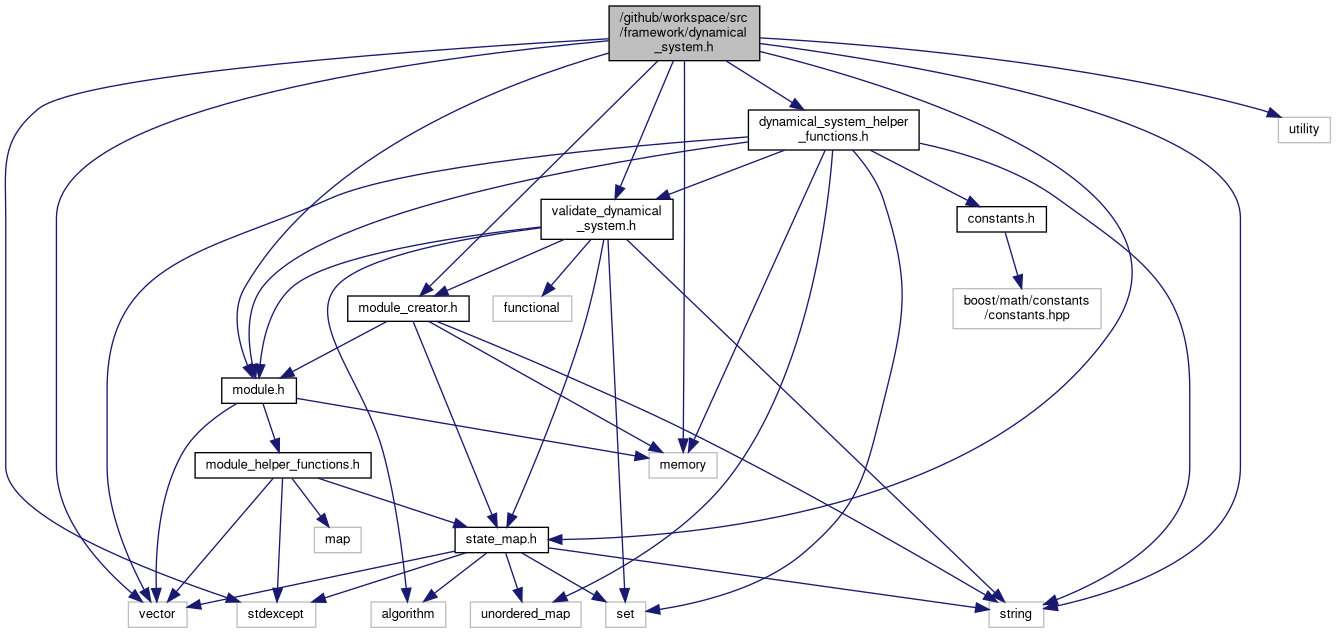 /github/workspace/src
/framework/dynamical
_system.h
dynamical_system_helper
_functions.h
utility
validate_dynamical
_system.h
constants.h
module_creator.h
functional
boost/math/constants
/constants.hpp
module.h
module_helper_functions.h
memory
map
state_map.h
vector
stdexcept
algorithm
unordered_map
set
string